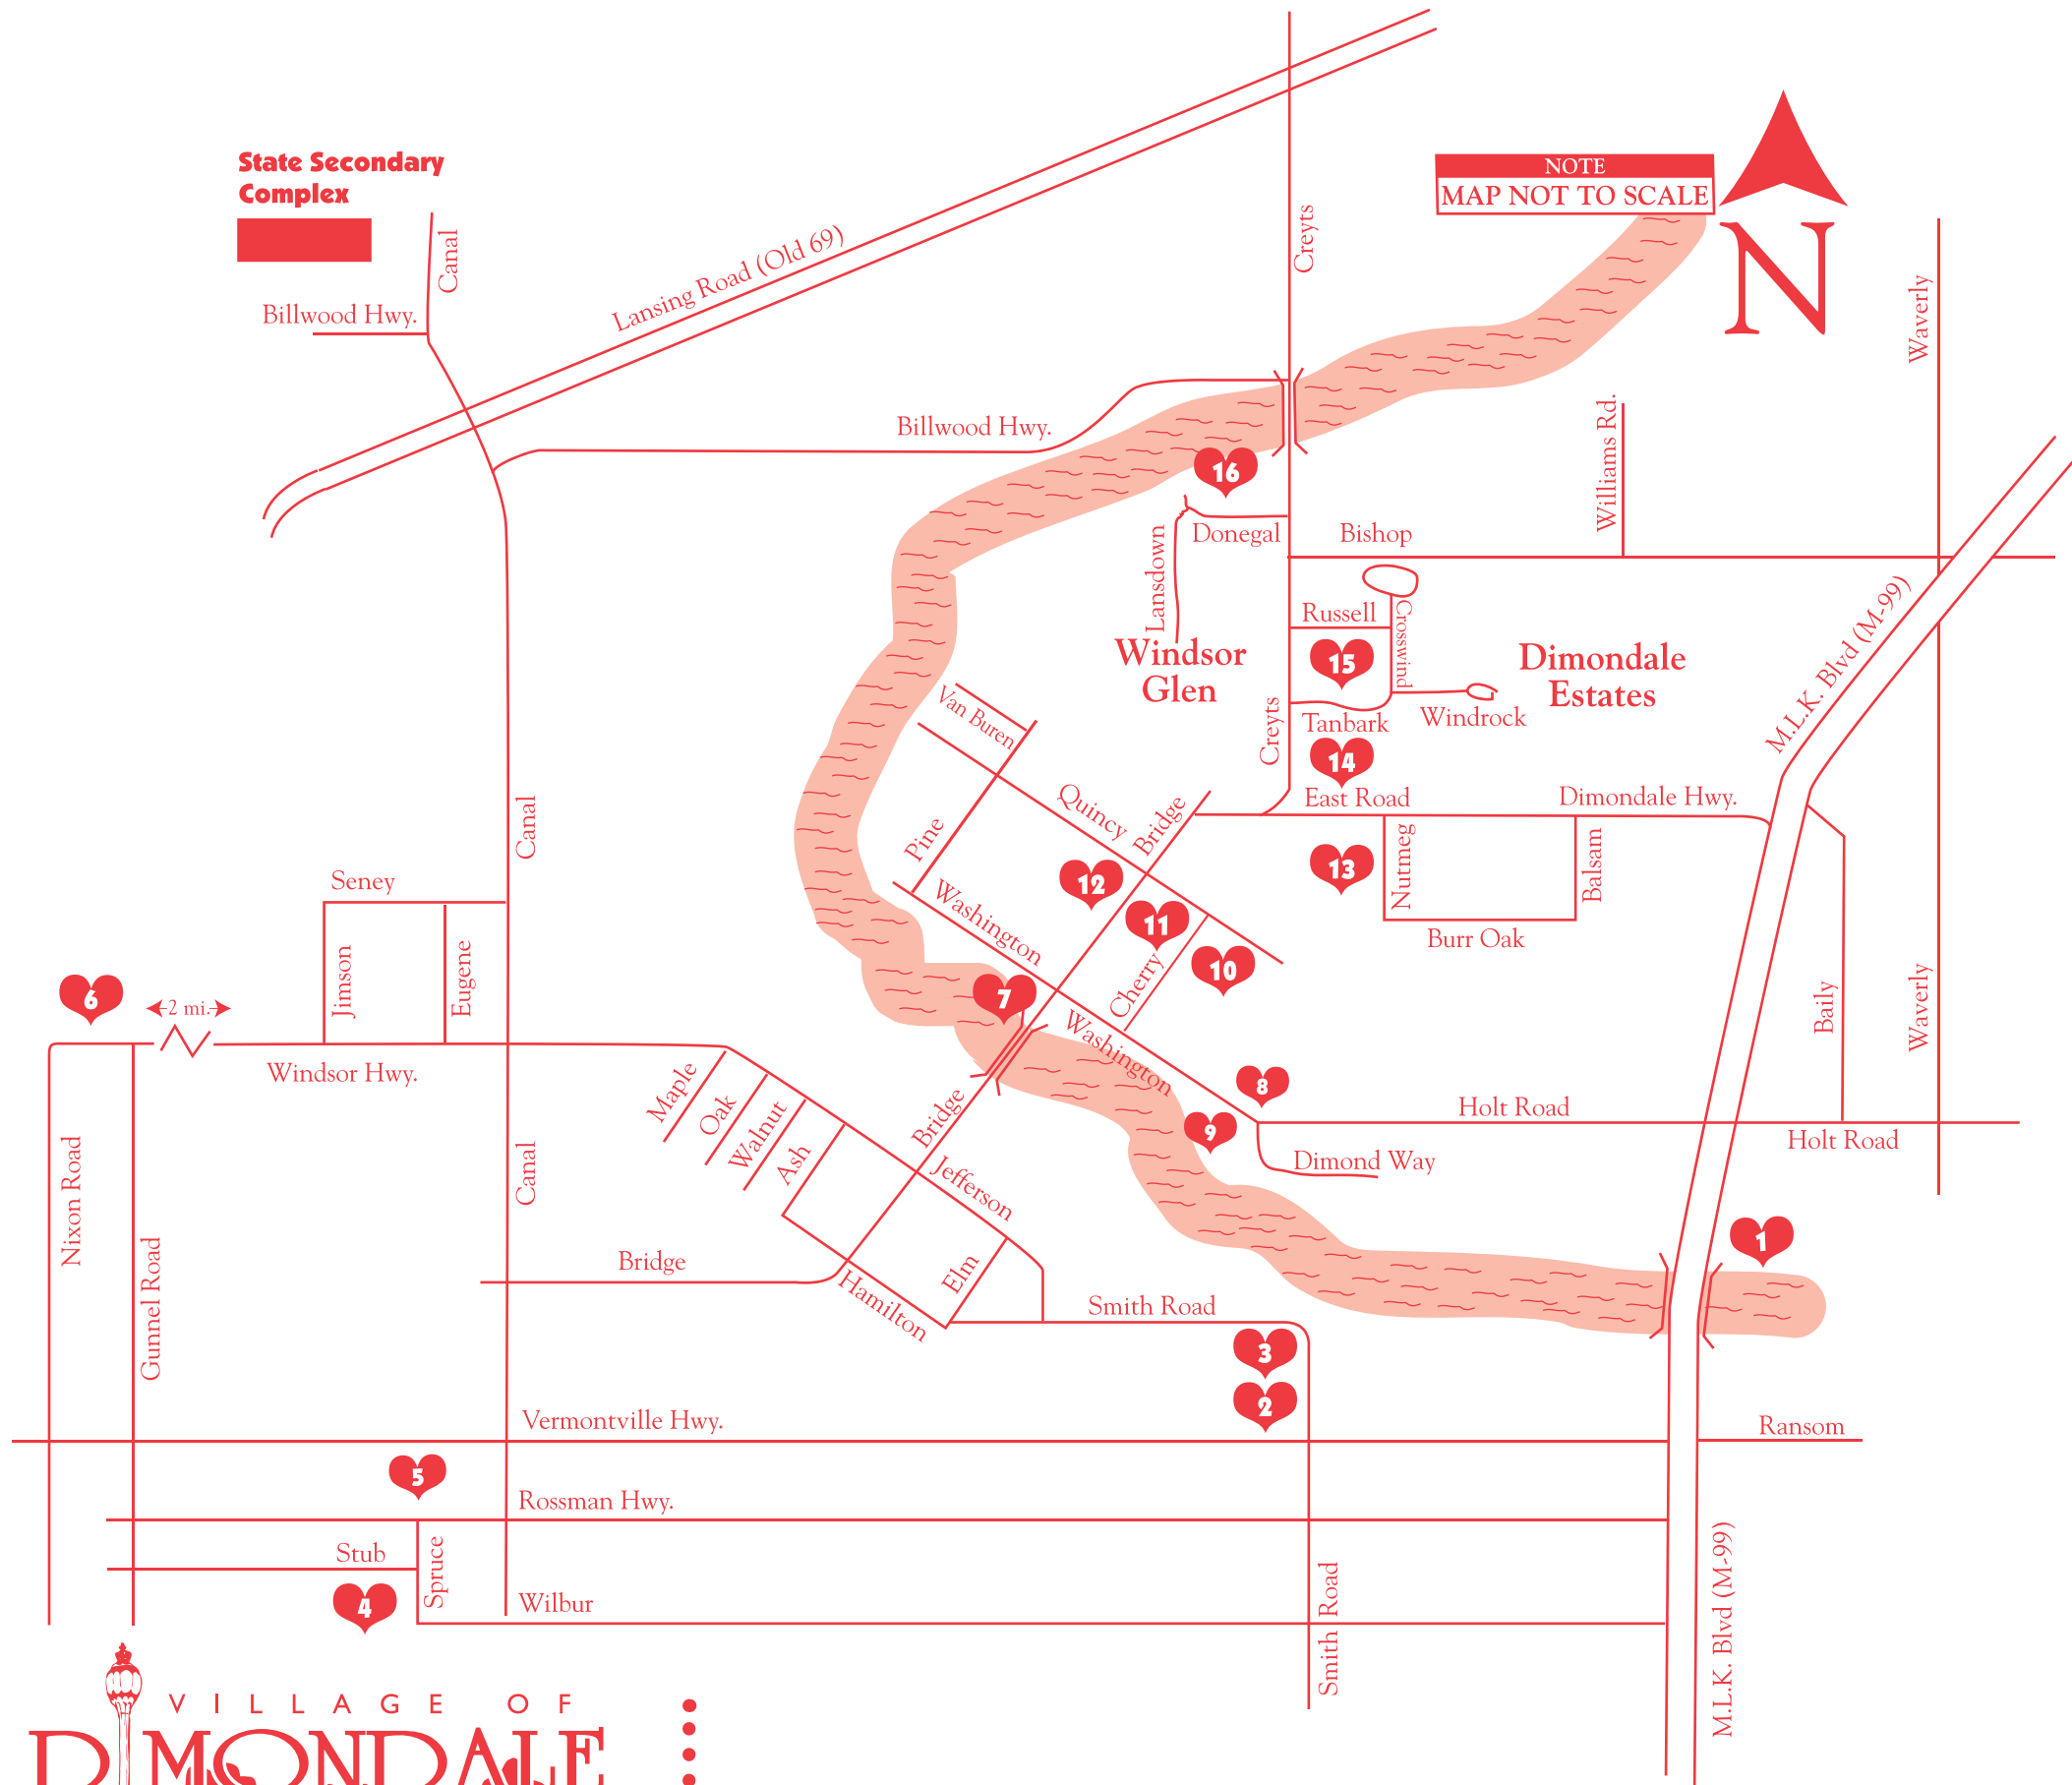 State Secondary
Complex
NOTE
MAP NOT TO SCALE
N
Canal
Creyts
Lansing Road (Old 69)
Billwood Hwy.
Waverly
Billwood Hwy.
Williams Rd.
16
Donegal
Bishop
Lansdown
Russell
Crosswind
Windsor
Glen
15
Dimondale
Estates
M.L.K. Blvd (M-99)
Van Buren
Creyts
Tanbark
Windrock
14
Quincy
Bridge
East Road
Dimondale Hwy.
Canal
Pine
12
13
Nutmeg
Balsam
Seney
Washington
11
Burr Oak
Jimson
Eugene
Cherry
10
6
2 mi.
7
Baily
Waverly
Windsor Hwy.
Washington
8
Maple
Oak
Walnut
Ash
Bridge
9
Holt Road
Holt Road
Nixon Road
Canal
Jefferson
Dimond Way
Gunnel Road
Bridge
Hamilton
Elm
1
Smith Road
3
2
Vermontville Hwy.
Ransom
5
Rossman Hwy.
Stub
Spruce
4
Wilbur
Smith Road
M.L.K. Blvd (M-99)
VILLAGE OF
DIMONDALE